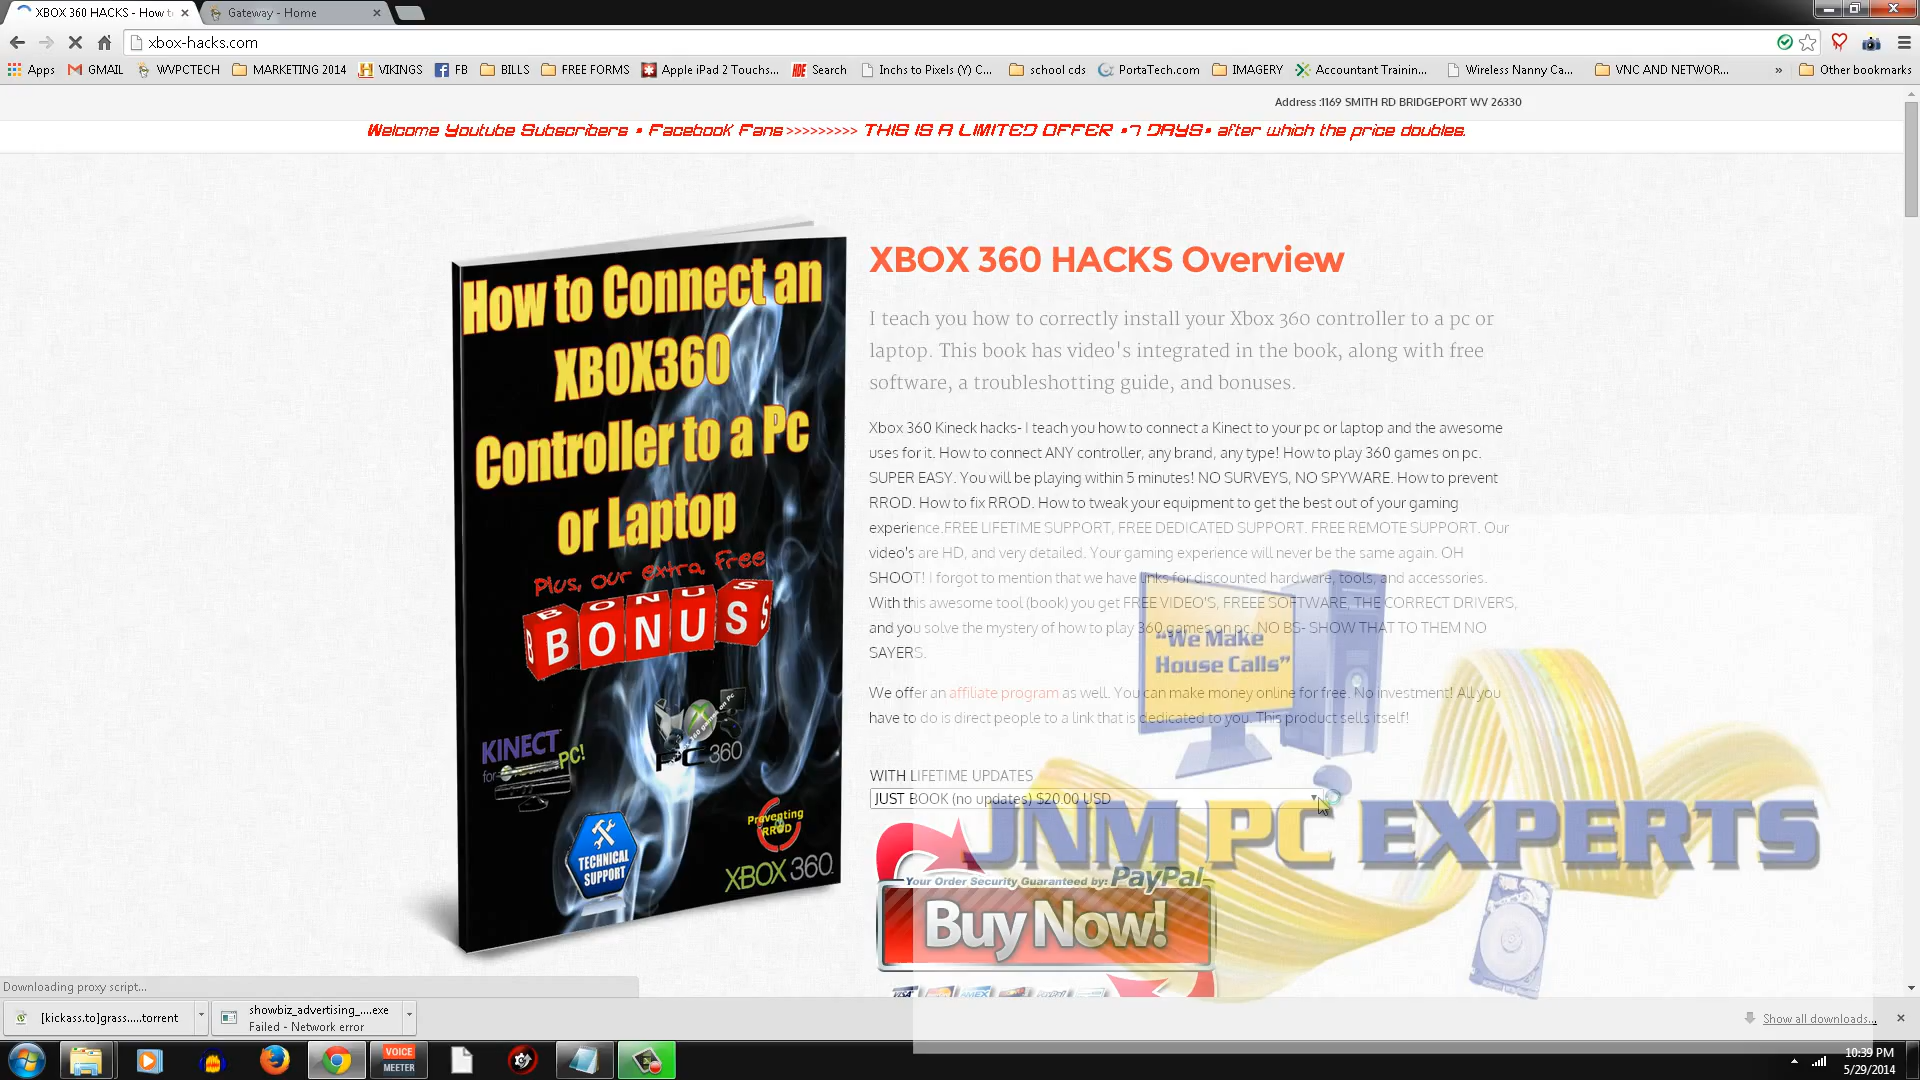 XBOX 360 HACKS - How to
Gateway - Home
xbox-hacks.com
Apps
GMAIL
WVPCTECH
MARKETING 2014
VIKINGS
FB
BILLS
FREE FORMS
Apple iPad 2 Touchs...
HDE Search
Inchs to Pixels (Y) C...
school cds
PortaTech.com
IMAGERY
Accountant Trainin...
Wireless Nanny Ca...
VNC AND NETWOR...
»
Other bookmarks
Address :1169 SMITH RD BRIDGEPORT WV 26330
Welcome Youtube Subscribers * Facebook Fans >>>>>>>>> THIS IS A LIMITED OFFER *7 DAYS* after which the price doubles.
How to Connect an
XBOX360
Controller to a Pc
or Laptop
Plus, our extra, free
BONUS
BONUS
KINECT
for PC!
360 games on PC
PC 360
TECHNICAL
SUPPORT
Preventing
RROD
XBOX 360
XBOX 360 HACKS Overview
I teach you how to correctly install your Xbox 360 controller to a pc or
laptop. This book has video's integrated in the book, along with free
software, a troubleshotting guide, and bonuses.
Xbox 360 Kineck hacks- I teach you how to connect a Kinect to your pc or laptop and the awesome
uses for it. How to connect ANY controller, any brand, any type! How to play 360 games on pc.
SUPER EASY. You will be playing within 5 minutes! NO SURVEYS, NO SPYWARE. How to prevent
RROD. How to fix RROD. How to tweak your equipment to get the best out of your gaming
experience.FREE LIFETIME SUPPORT, FREE DEDICATED SUPPORT. FREE REMOTE SUPPORT. Our
video's are HD, and very detailed. Your gaming experience will never be the same again. OH
SHOOT! I forgot to mention that we have links for discounted hardware, tools, and accessories.
With this awesome tool (book) you get FREE VIDEO'S, FREEE SOFTWARE, THE CORRECT DRIVERS,
and you solve the mystery of how to play 360 games on pc. NO BS- SHOW THAT TO THEM NO
SAYERS.
"We Make
House Calls"
We offer an affiliate program as well. You can make money online for free. No investment! All you
have to do is direct people to a link that is dedicated to you. This product sells itself!
WITH LIFETIME UPDATES
JUST BOOK (no updates) $20.00 USD
JNM PC EXPERTS
Your Order Security Guaranteed by: PayPal
Buy Now!
VISA
AMEX
Downloading proxy script...
[kickass.to]grass.....torrent
showbiz_advertising_....exe
Failed - Network error
Show all downloads...
VOICE
MEETER
10:39 PM
5/29/2014